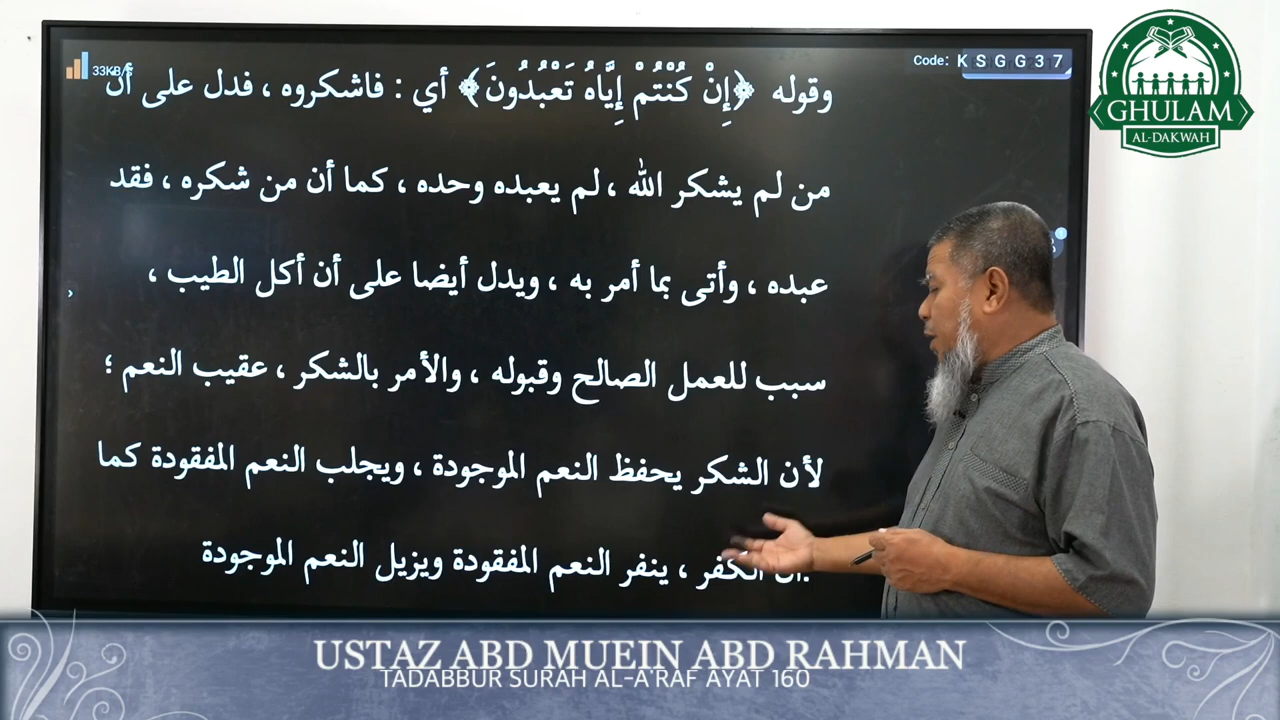 33KB/s
Code: KSGG37
وقوله ﴿إِنْ كُنْتُمْ إِيَّاهُ تَعْبُدُونَ﴾ أي : فاشكروه ، فدل على أن
من لم يشكر الله ، لم يعبده وحده ، كما أن من شكره ، فقد
عبده ، وأتى بما أمر به ، ويدل أيضا على أن أكل الطيب ،
سبب للعمل الصالح وقبوله ، والأمر بالشكر ، عقيب النعم ؛
لأن الشكر يحفظ النعم الموجودة ، ويجلب النعم المفقودة كما
أن الكفر ، ينفر النعم المفقودة ويزيل النعم الموجودة
GHULAM
AL-DAKWAH
USTAZ ABD MUEIN ABD RAHMAN
TADABBUR SURAH AL-A'RAF AYAT 160